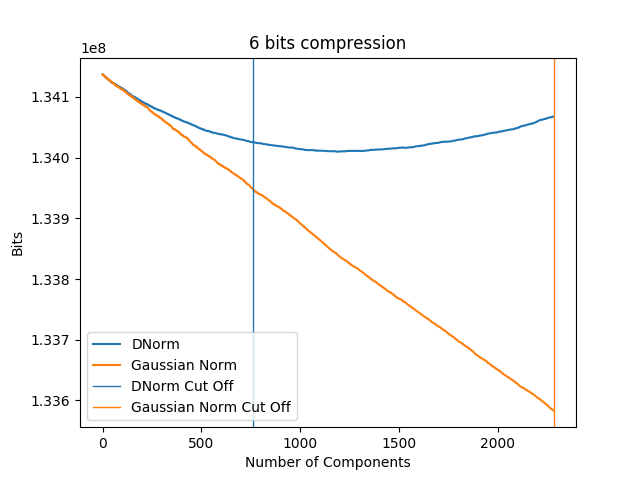 6 bits compression
1e8
1.341
1.340
1.339
1.338
1.337
1.336
Bits
DNorm
Gaussian Norm
DNorm Cut Off
Gaussian Norm Cut Off
0 500 1000 1500 2000
Number of Components